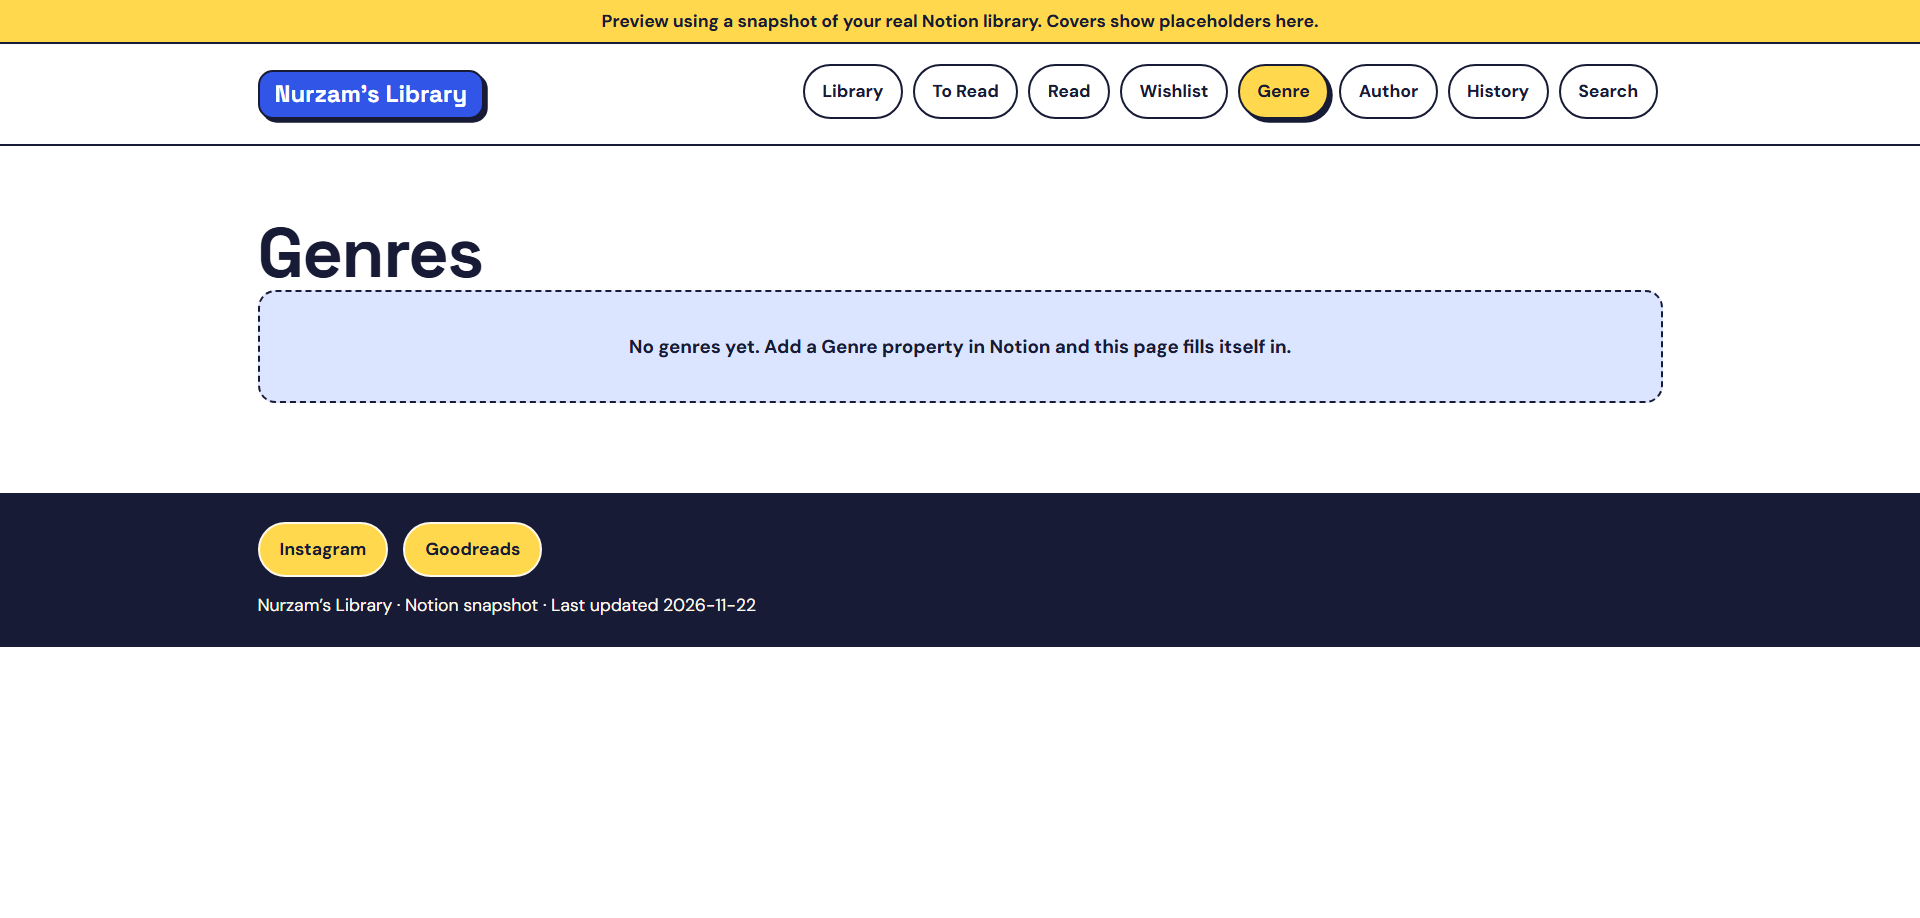 Preview using a snapshot of your real Notion library. Covers show placeholders here.
Nurzam’s Library
Library
To Read
Read
Wishlist
Genre
Author
History
Search
Genres
No genres yet. Add a Genre property in Notion and this page fills itself in.
Instagram
Goodreads
Nurzam’s Library · Notion snapshot · Last updated 2026-11-22